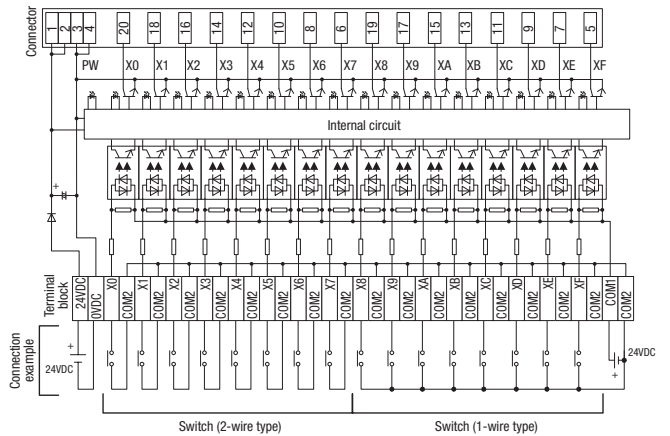 Connector
1 2 3 4 20 18 16 14 12 10 8 6 19 17 15 13 11 9 7 5
PW X0 X1 X2 X3 X4 X5 X6 X7 X8 X9 XA XB XC XD XE XF
Internal circuit
+
Terminal block
24VDC 0VDC X0 COM2 X1 COM2 X2 COM2 X3 COM2 X4 COM2 X5 COM2 X6 COM2 X7 COM2 X8 COM2 X9 COM2 XA COM2 XB COM2 XC COM2 XD COM2 XE COM2 XF COM2 COM1 COM2
Connection example
+
24VDC
24VDC
+
Switch (2-wire type) Switch (1-wire type)